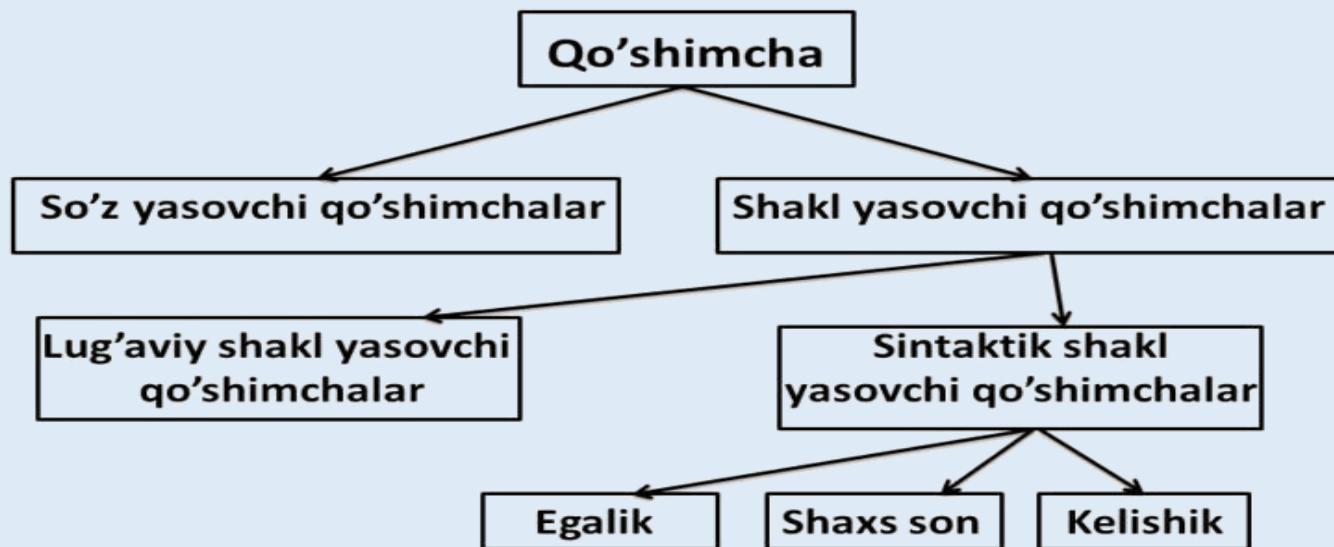 Qo’shimcha
So’z yasovchi qo’shimchalar
Shakl yasovchi qo’shimchalar
Lug’aviy shakl yasovchi
qo’shimchalar
Sintaktik shakl
yasovchi qo’shimchalar
Egalik
Shaxs son
Kelishik